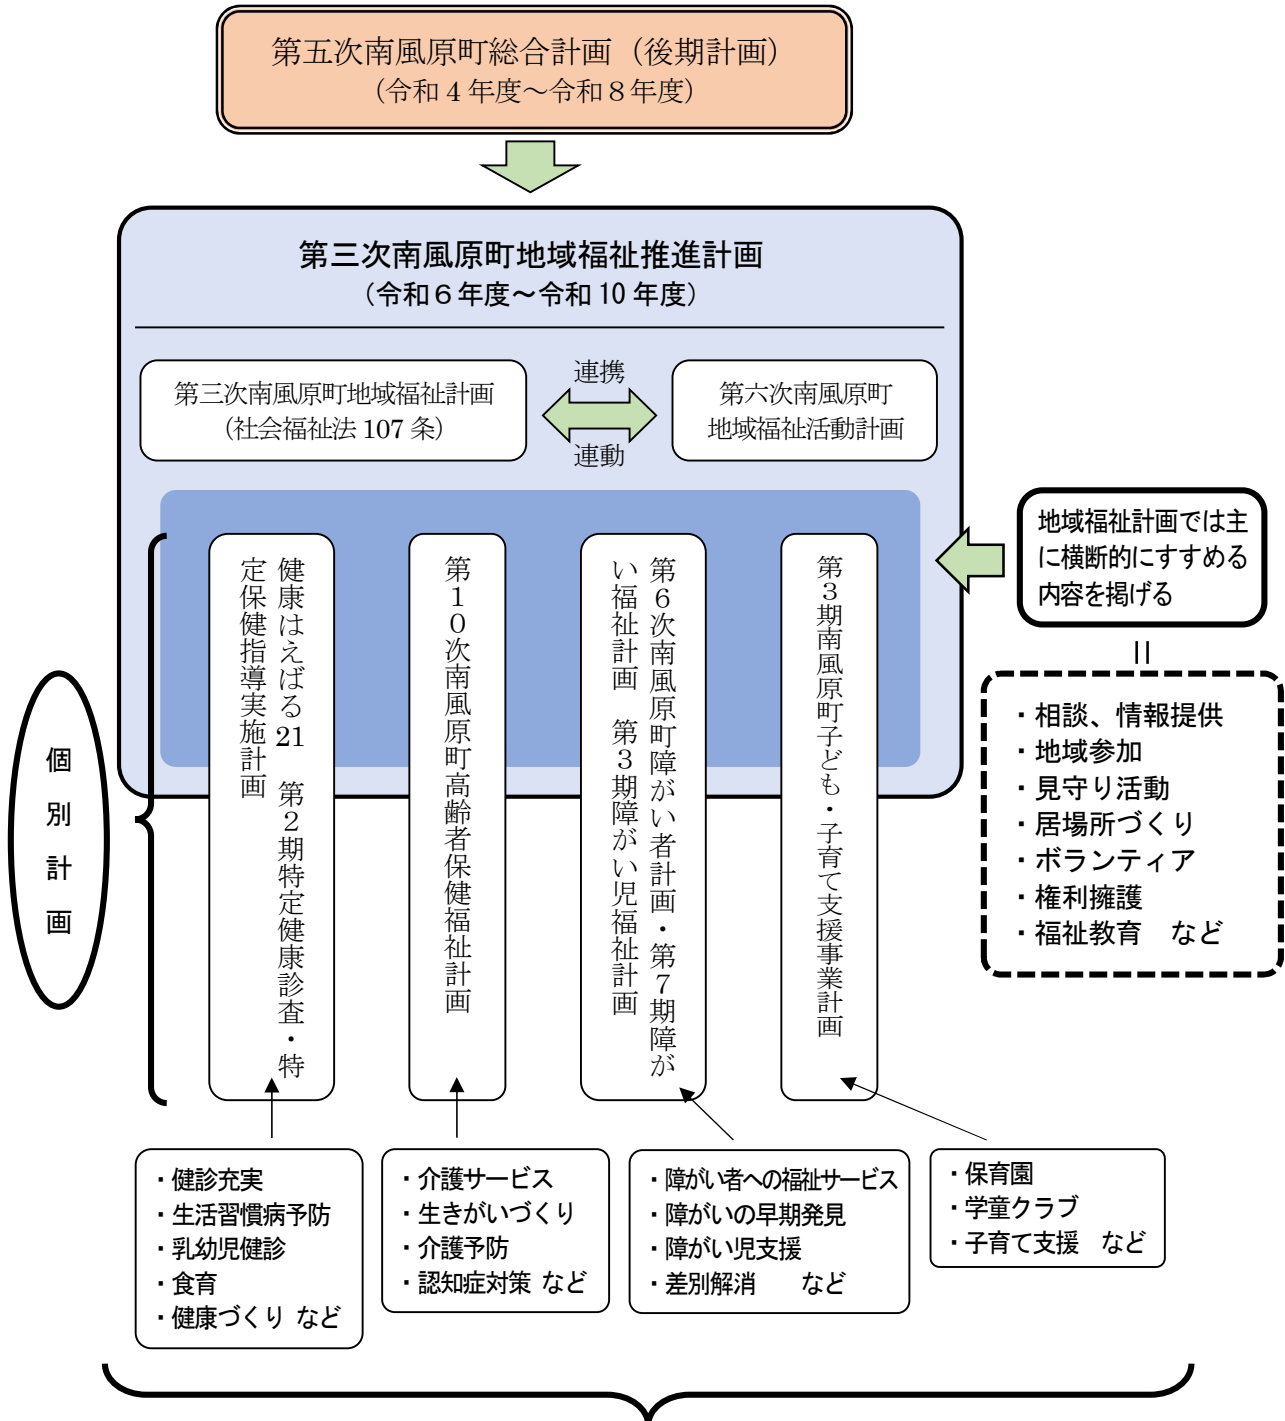 第五次南風原町総合計画（後期計画）
（令和４年度～令和８年度）
第三次南風原町地域福祉推進計画
（令和６年度～令和 10 年度）
第三次南風原町地域福祉計画
（社会福祉法 107 条）
連携
連動
第六次南風原町
地域福祉活動計画
地域福祉計画では主
に横断的にすすめる
内容を掲げる
＝
・相談、情報提供
・地域参加
・見守り活動
・居場所づくり
・ボランティア
・権利擁護
・福祉教育　など
個別計画
健康はえばる 21　第２期特定健康診査・特
定保健指導実施計画
第１０次南風原町高齢者保健福祉計画
第６次南風原町障がい者計画・第７期障が
い福祉計画　第３期障がい児福祉計画
第３期南風原町子ども・子育て支援事業計画
・健診充実
・生活習慣病予防
・乳幼児健診
・食育
・健康づくり など
・介護サービス
・生きがいづくり
・介護予防
・認知症対策 など
・障がい者への福祉サービス
・障がいの早期発見
・障がい児支援
・差別解消　　など
・保育園
・学童クラブ
・子育て支援　など